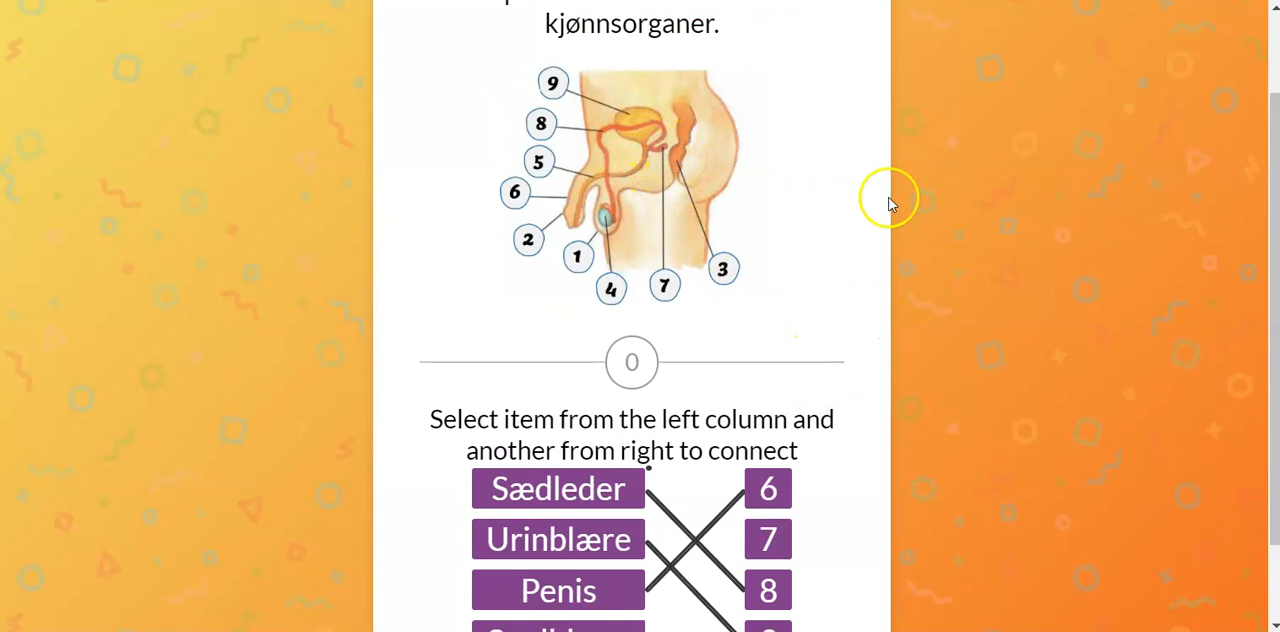 kjønnsorganer.
9
8
5
6
2
1
4
7
3
0
Select item from the left column and
another from right to connect
Sædleder 6
Urinblære 7
Penis 8